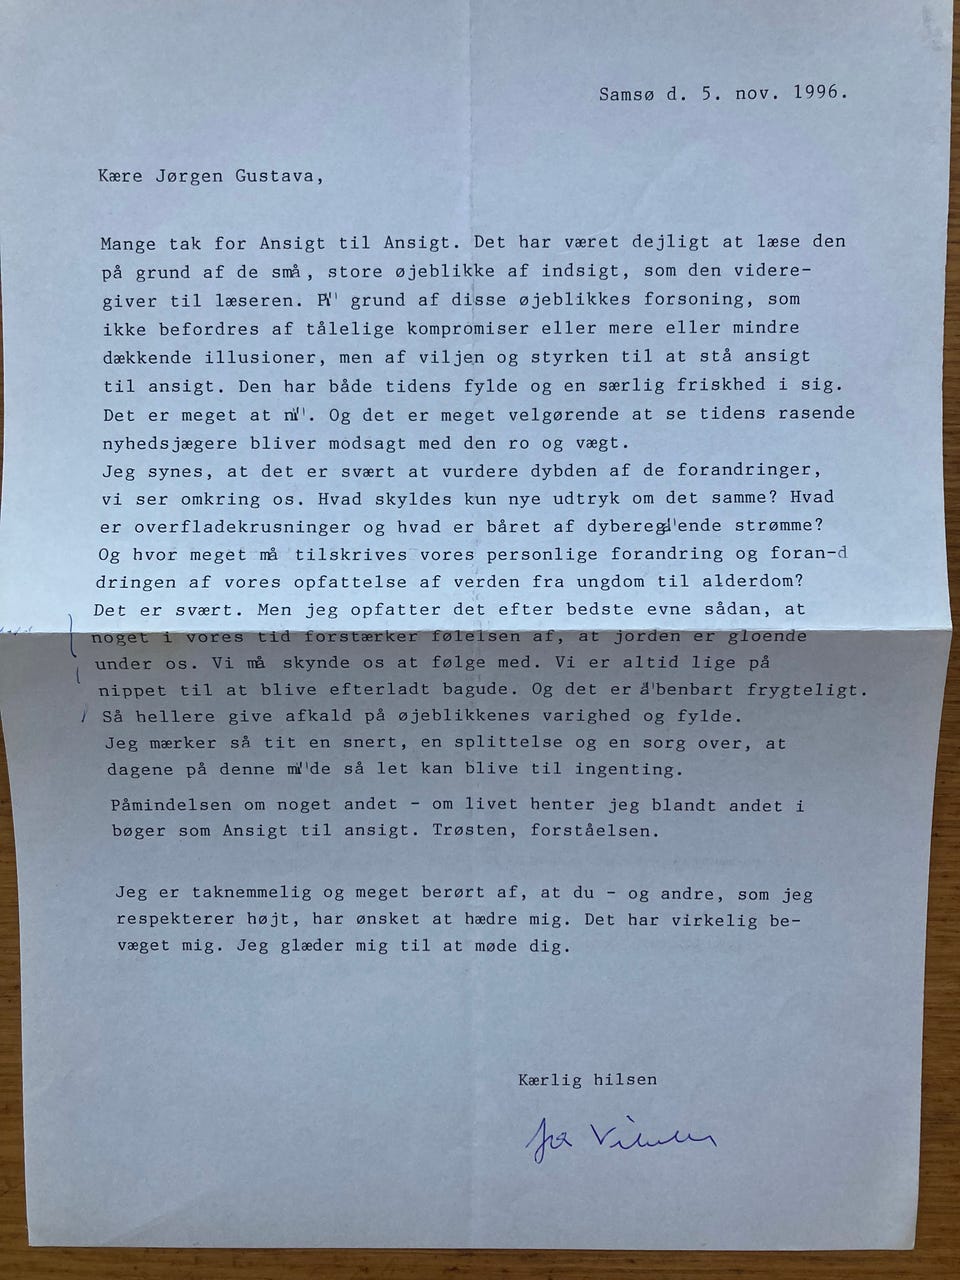 Samsø d. 5. nov. 1996.
Kære Jørgen Gustava,
Mange tak for Ansigt til Ansigt. Det har været dejligt at læse den
på grund af de små, store øjeblikke af indsigt, som den videre-
giver til læseren. På grund af disse øjeblikkes forsoning, som
ikke befordres af tålelige kompromiser eller mere eller mindre
dækkende illusioner, men af viljen og styrken til at stå ansigt
til ansigt. Den har både tidens fylde og en særlig friskhed i sig.
Det er meget at nå. Og det er meget velgørende at se tidens rasende
nyhedsjægere bliver modsagt med den ro og vægt.
Jeg synes, at det er svært at vurdere dybden af de forandringer,
vi ser omkring os. Hvad skyldes kun nye udtryk om det samme? Hvad
er overfladekrusninger og hvad er båret af dyberegående strømme?
Og hvor meget må tilskrives vores personlige forandring og foran-d
dringen af vores opfattelse af verden fra ungdom til alderdom?
Det er svært. Men jeg opfatter det efter bedste evne sådan, at
noget i vores tid forstærker følelsen af, at jorden er gloende
under os. Vi må skynde os at følge med. Vi er altid lige på
nippet til at blive efterladt bagude. Og det er åbenbart frygteligt.
Så hellere give afkald på øjeblikkenes varighed og fylde.
Jeg mærker så tit en snert, en splittelse og en sorg over, at
dagene på denne måde så let kan blive til ingenting.
Påmindelsen om noget andet - om livet henter jeg blandt andet i
bøger som Ansigt til ansigt. Trøsten, forståelsen.
Jeg er taknemmelig og meget berørt af, at du - og andre, som jeg
respekterer højt, har ønsket at hædre mig. Det har virkelig be-
væget mig. Jeg glæder mig til at møde dig.
Kærlig hilsen